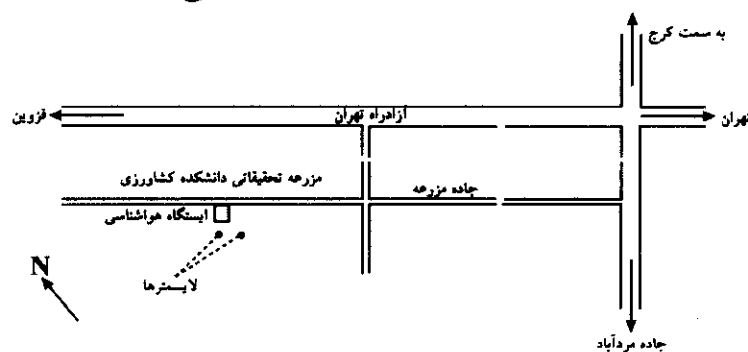 به سمت کرج
آزادراه تهران
قزوین
تهران
مزرعه تحقیقاتی دانشکده کشاورزی
جاده مزرعه
ایستگاه هواشناسی
لایسمترها
N
جاده مردآباد